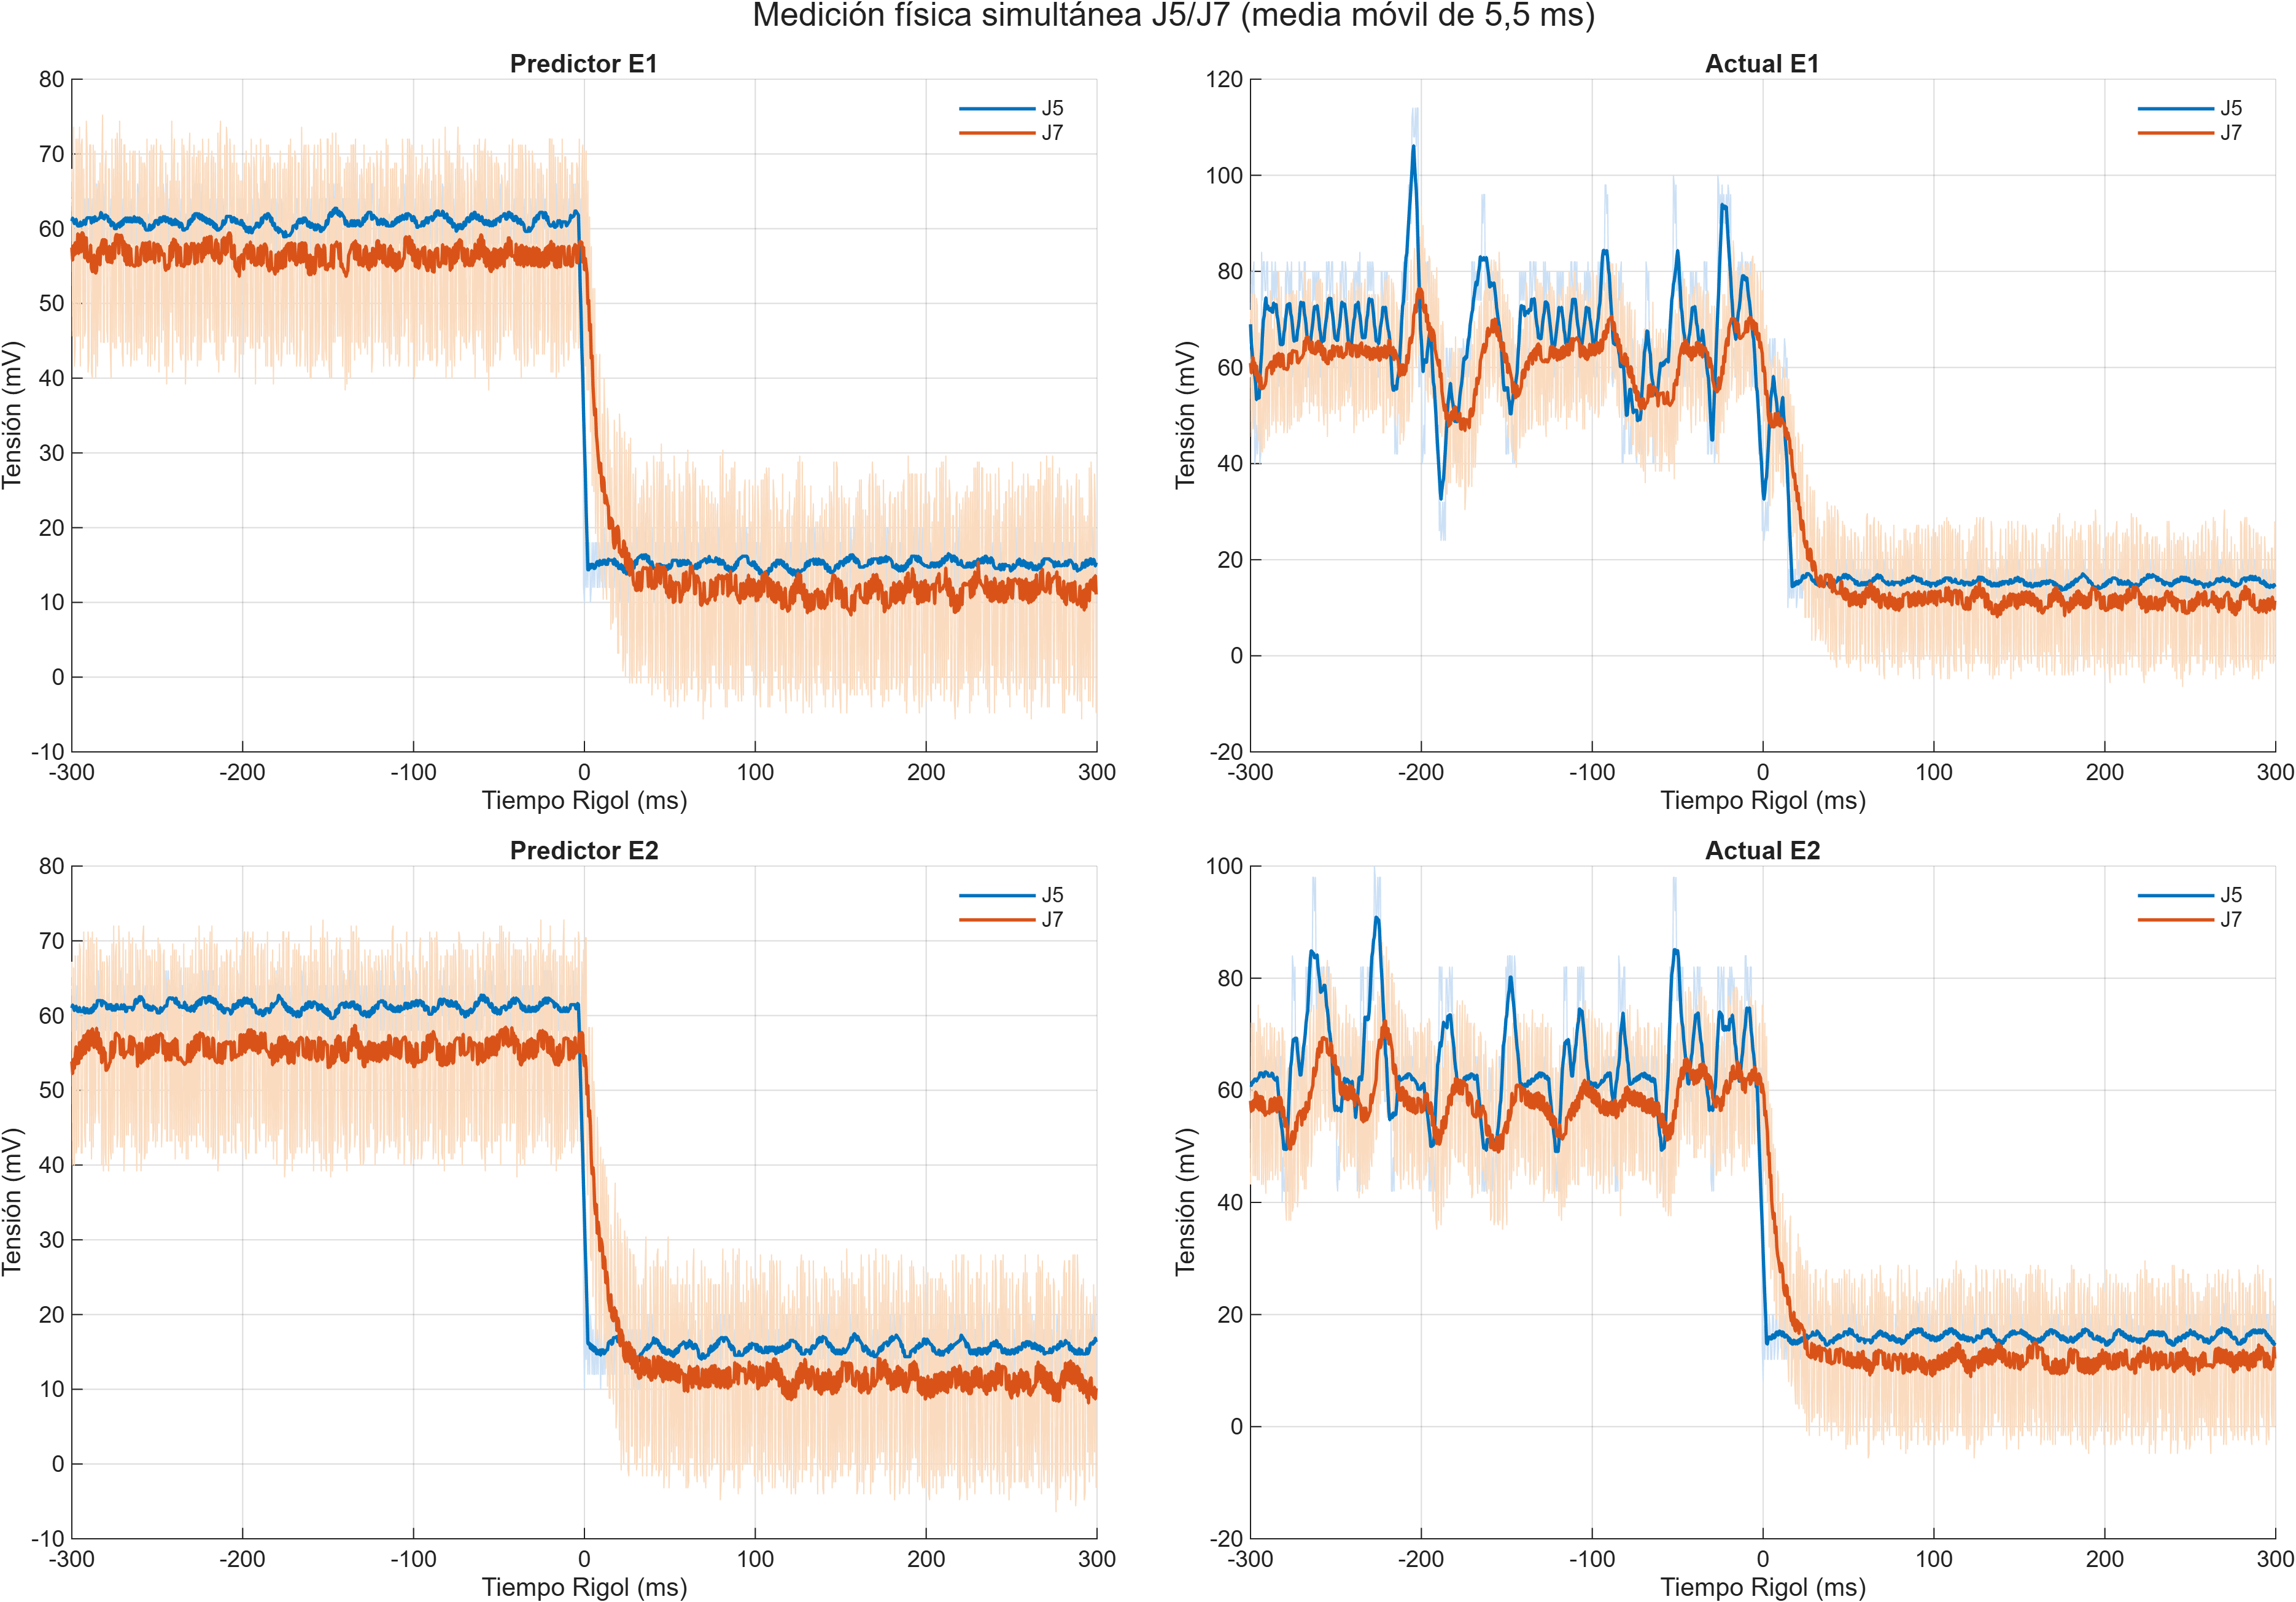 Medición física simultánea J5/J7 (media móvil de 5,5 ms)
Predictor E1
80
70
60
50
40
30
20
10
0
-10
-300 -200 -100 0 100 200 300
Tensión (mV)
Tiempo Rigol (ms)
J5
J7
Actual E1
120
100
80
60
40
20
0
-20
-300 -200 -100 0 100 200 300
Tensión (mV)
Tiempo Rigol (ms)
J5
J7
Predictor E2
80
70
60
50
40
30
20
10
0
-10
-300 -200 -100 0 100 200 300
Tensión (mV)
Tiempo Rigol (ms)
J5
J7
Actual E2
100
80
60
40
20
0
-20
-300 -200 -100 0 100 200 300
Tensión (mV)
Tiempo Rigol (ms)
J5
J7